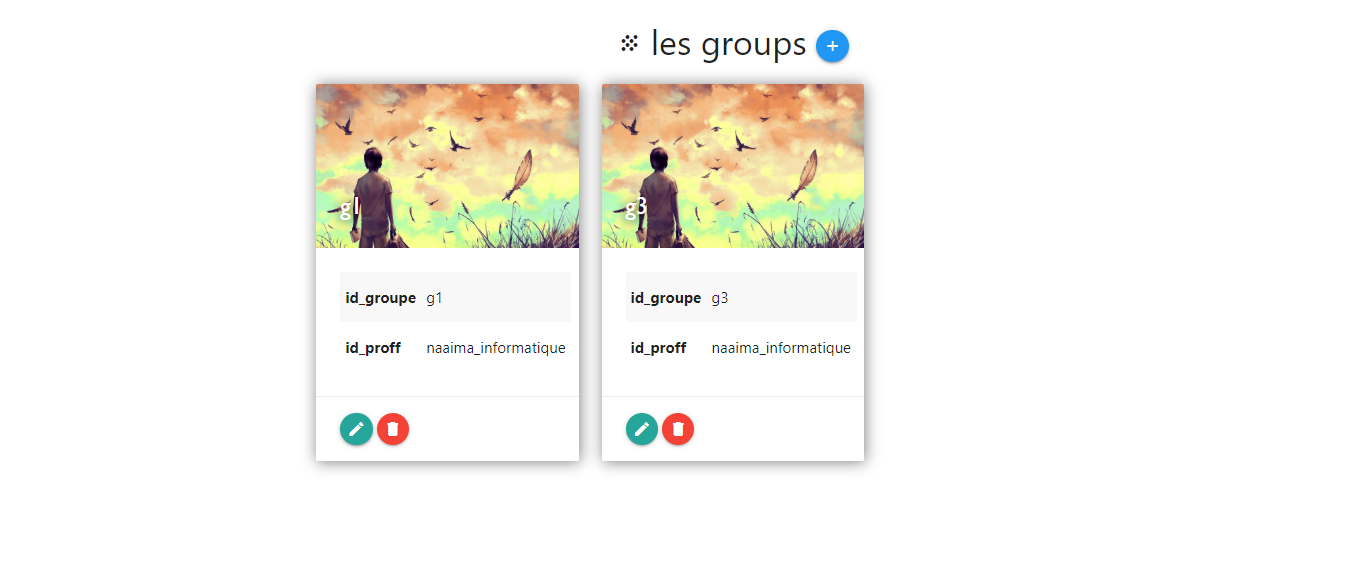 les groups
g1
id_groupe g1
id_proff naaima_informatique
g3
id_groupe g3
id_proff naaima_informatique